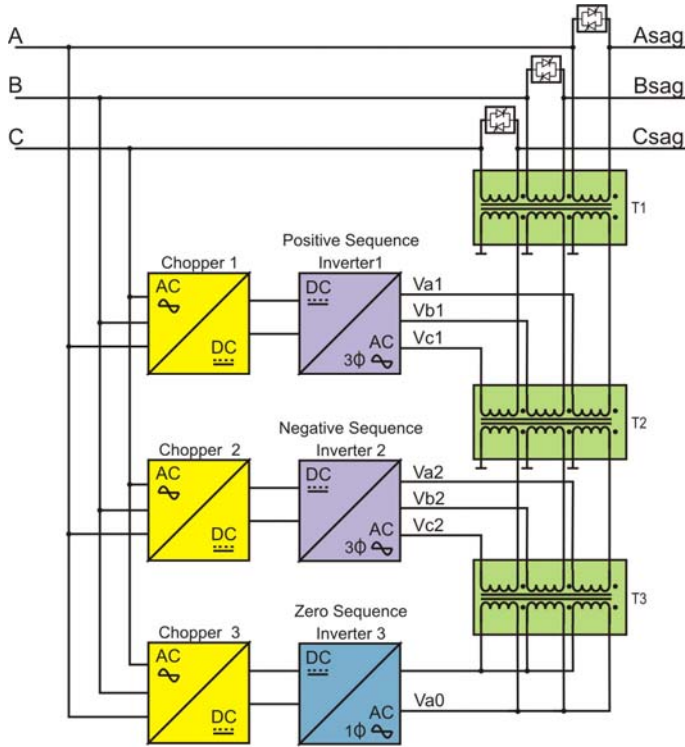 A Asag
B Bsag
C Csag
T1
Positive Sequence
Chopper 1 Inverter1
AC DC Va1
Vb1
DC AC Vc1
3Φ
T2
Negative Sequence
Chopper 2 Inverter 2
AC DC Va2
Vb2
DC AC Vc2
3Φ
T3
Zero Sequence
Chopper 3 Inverter 3
AC DC
Va0
DC AC
1Φ